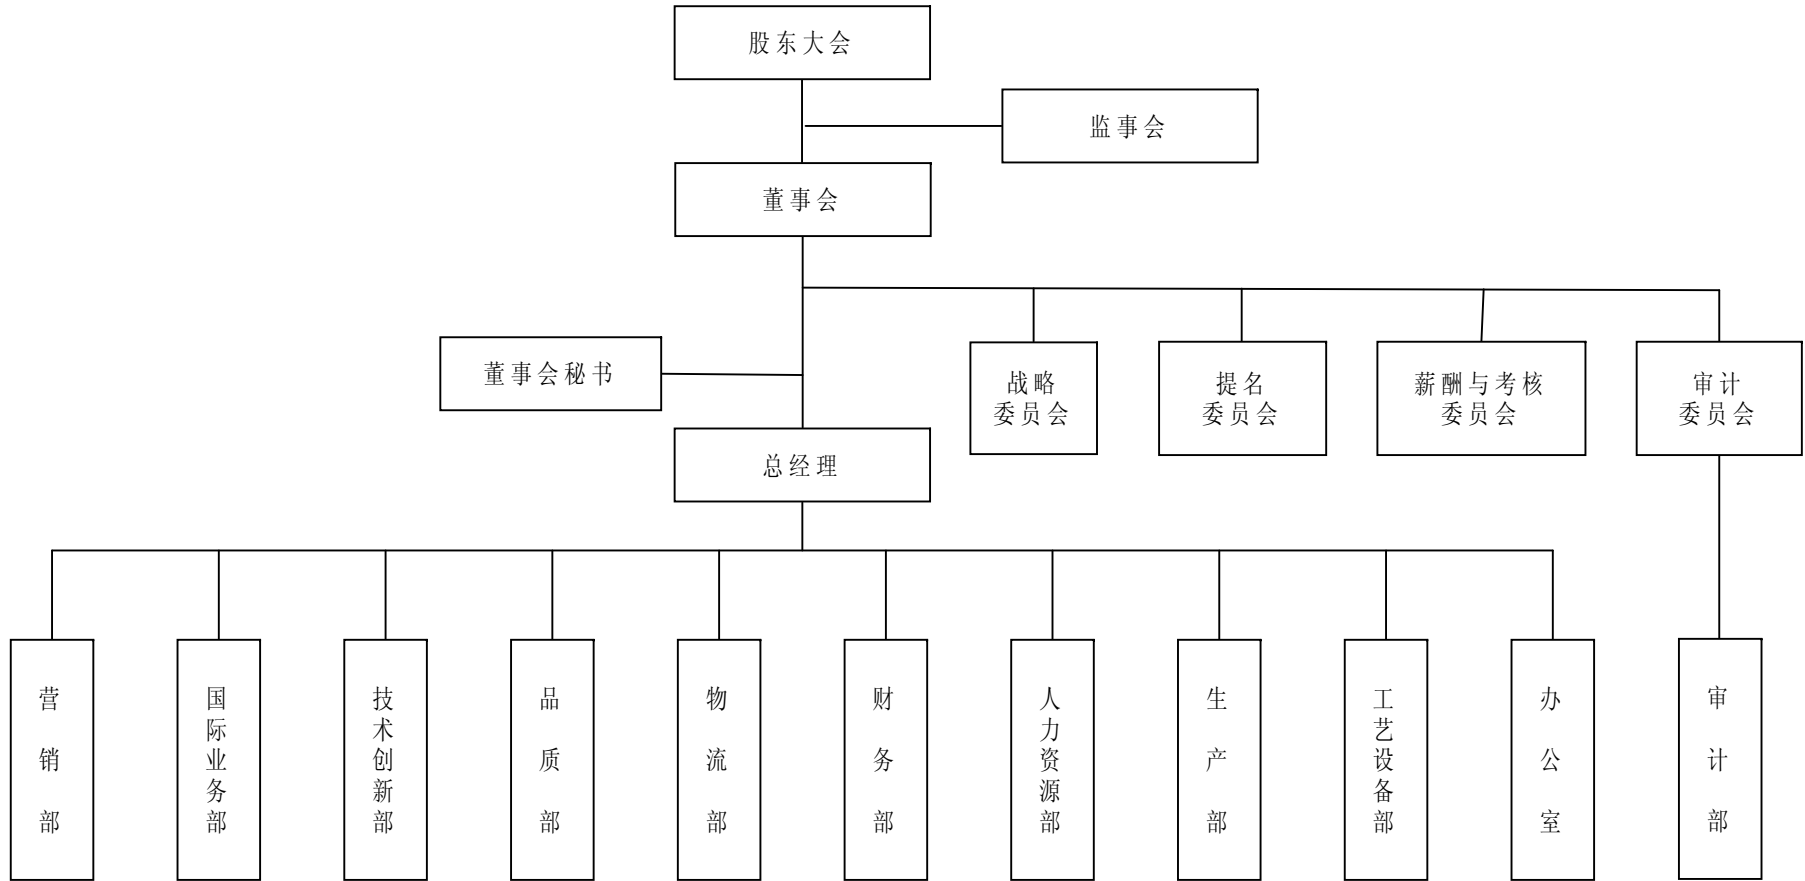 股东大会
监事会
董事会
董事会秘书
战略
委员会
提名
委员会
薪酬与考核
委员会
审计
委员会
总经理
营销部
国际业务部
技术创新部
品质部
物流部
财务部
人力资源部
生产部
工艺设备部
办公室
审计部